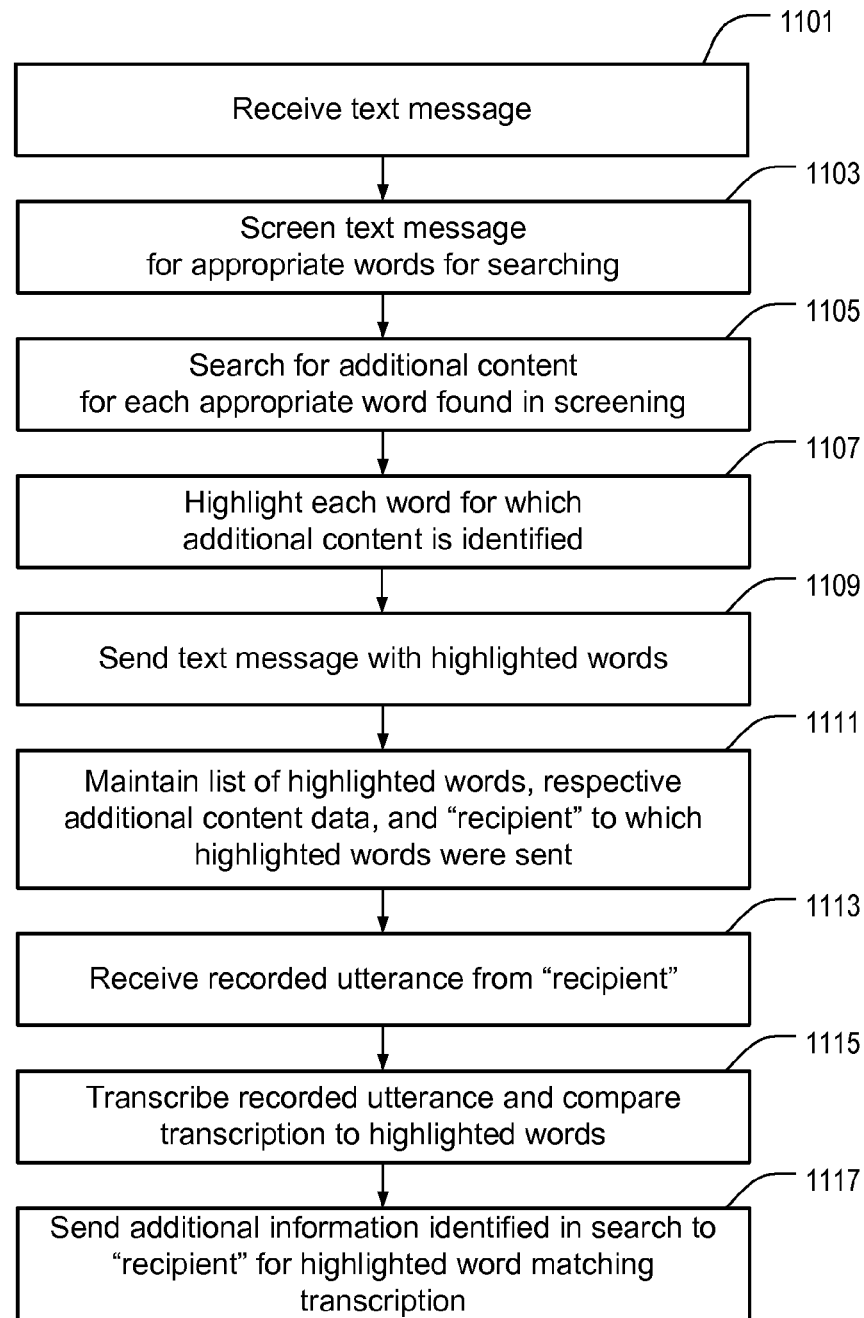 1101
Receive text message
1103
Screen text message
for appropriate words for searching
1105
Search for additional content
for each appropriate word found in screening
1107
Highlight each word for which
additional content is identified
1109
Send text message with highlighted words
1111
Maintain list of highlighted words, respective
additional content data, and “recipient” to which
highlighted words were sent
1113
Receive recorded utterance from “recipient”
1115
Transcribe recorded utterance and compare
transcription to highlighted words
1117
Send additional information identified in search to
“recipient” for highlighted word matching
transcription